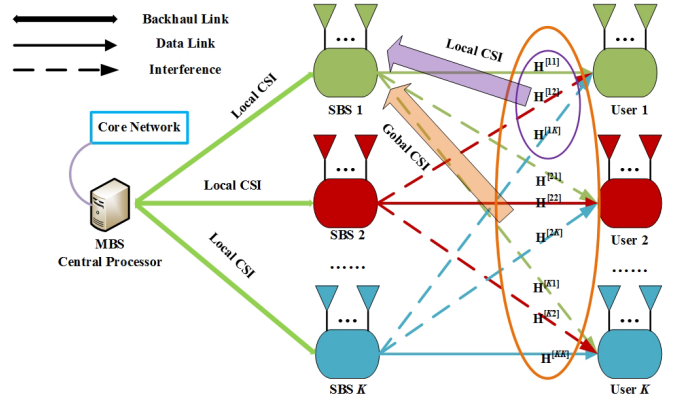 Backhaul Link
Data Link
Interference
Core Network
MBS
Central Processor
Local CSI
Local CSI
Local CSI
...
SBS 1
...
SBS 2
......
...
SBS K
Local CSI
Gobal CSI
H[11]
H[12]
H[1K]
H[21]
H[22]
H[2K]
H[K1]
H[K2]
H[KK]
...
User 1
...
User 2
......
...
User K